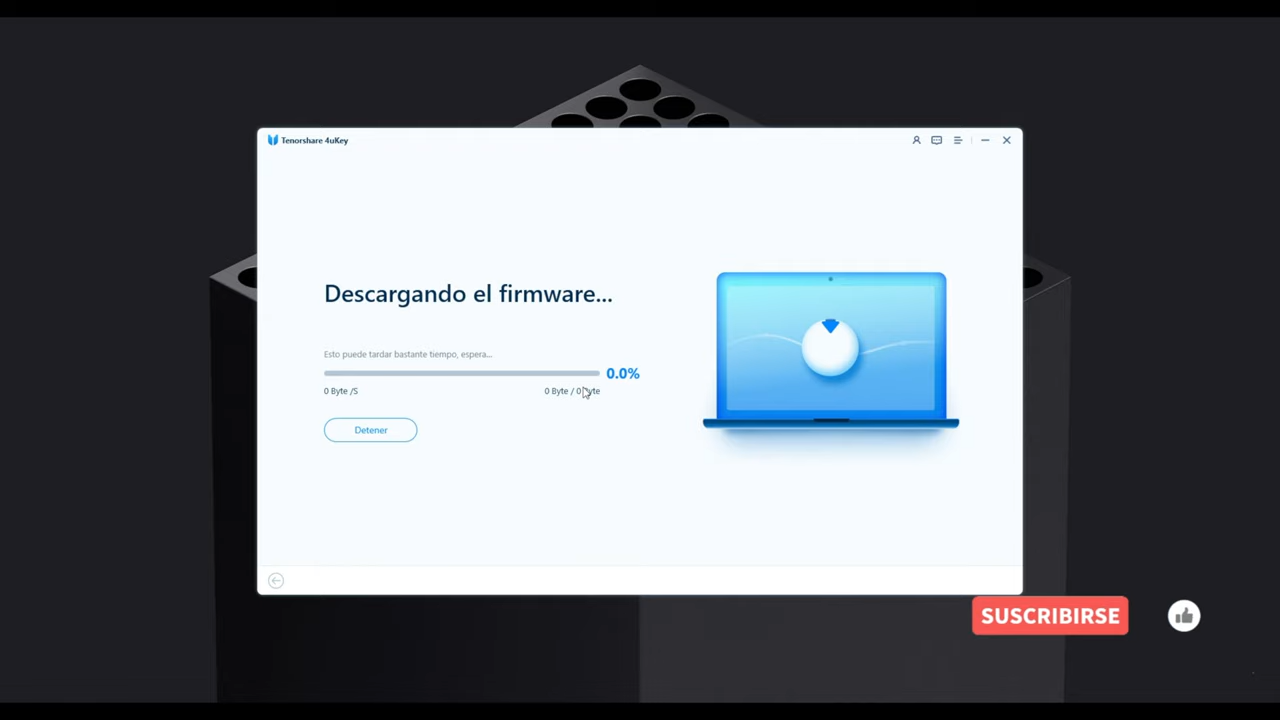 Tenorshare 4uKey
Descargando el firmware...
Esto puede tardar bastante tiempo, espera...
0.0%
0 Byte /S
0 Byte / 0 Byte
Detener
SUSCRIBIRSE